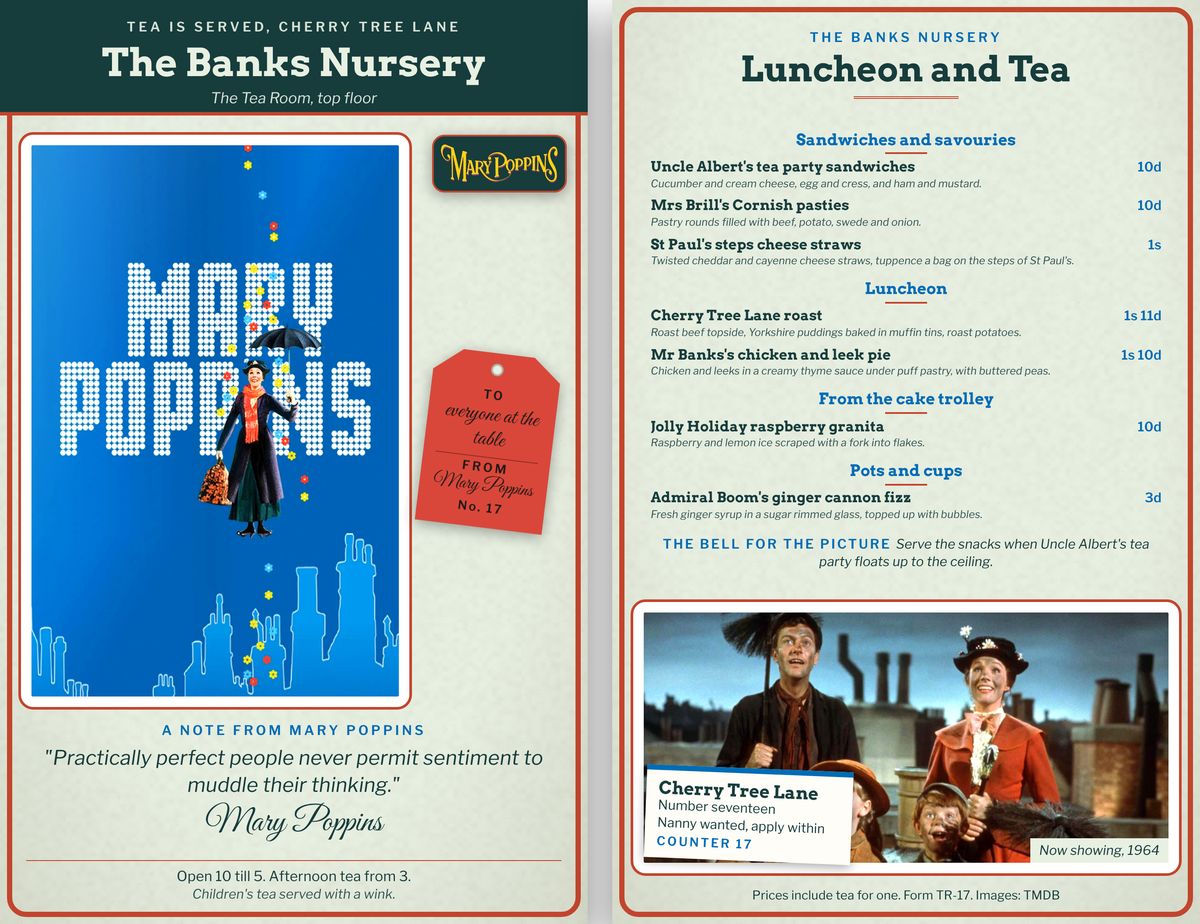 TEA IS SERVED, CHERRY TREE LANE
The Banks Nursery
The Tea Room, top floor
MARY POPPINS
MARY
POPPINS
TO
everyone at the
table
FROM
Mary Poppins
No. 17
A NOTE FROM MARY POPPINS
"Practically perfect people never permit sentiment to
muddle their thinking."
Mary Poppins
Open 10 till 5. Afternoon tea from 3.
Children's tea served with a wink.
THE BANKS NURSERY
Luncheon and Tea
Sandwiches and savouries
Uncle Albert's tea party sandwiches 10d
Cucumber and cream cheese, egg and cress, and ham and mustard.
Mrs Brill's Cornish pasties 10d
Pastry rounds filled with beef, potato, swede and onion.
St Paul's steps cheese straws 1s
Twisted cheddar and cayenne cheese straws, tuppence a bag on the steps of St Paul's.
Luncheon
Cherry Tree Lane roast 1s 11d
Roast beef topside, Yorkshire puddings baked in muffin tins, roast potatoes.
Mr Banks's chicken and leek pie 1s 10d
Chicken and leeks in a creamy thyme sauce under puff pastry, with buttered peas.
From the cake trolley
Jolly Holiday raspberry granita 10d
Raspberry and lemon ice scraped with a fork into flakes.
Pots and cups
Admiral Boom's ginger cannon fizz 3d
Fresh ginger syrup in a sugar rimmed glass, topped up with bubbles.
THE BELL FOR THE PICTURE Serve the snacks when Uncle Albert's tea
party floats up to the ceiling.
Cherry Tree Lane
Number seventeen
Nanny wanted, apply within
COUNTER 17
Now showing, 1964
Prices include tea for one. Form TR-17. Images: TMDB